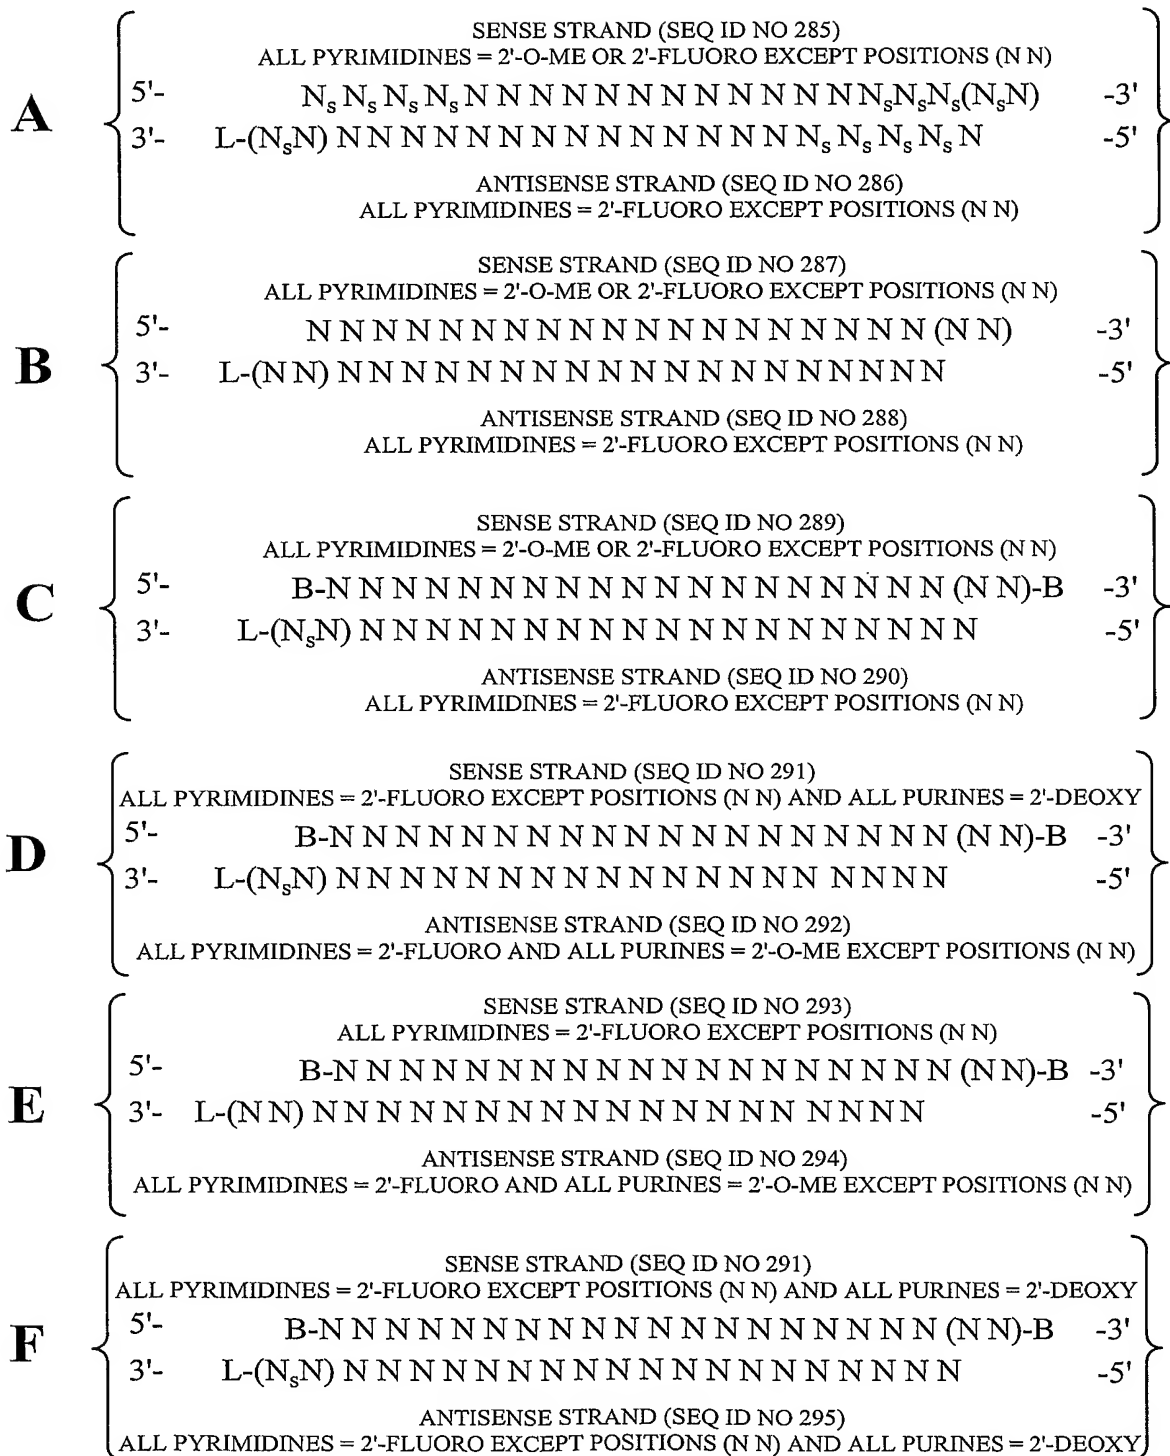 SENSE STRAND (SEQ ID NO 285)
ALL PYRIMIDINES = 2'-O-ME OR 2'-FLUORO EXCEPT POSITIONS (N N)
A
5'- NsNsNsNsN N N N N N N N N N N NNsNsNs(NsN) -3'
3'- L-(NsN) N N N N N N N N N N N N N N Ns Ns Ns Ns N -5'
ANTISENSE STRAND (SEQ ID NO 286)
ALL PYRIMIDINES = 2'-FLUORO EXCEPT POSITIONS (N N)
SENSE STRAND (SEQ ID NO 287)
ALL PYRIMIDINES = 2'-O-ME OR 2'-FLUORO EXCEPT POSITIONS (N N)
B
5'- N N N N N N N N N N N N N N N N N N N (N N) -3'
3'- L-(N N) N N N N N N N N N N N N N N N N N N N -5'
ANTISENSE STRAND (SEQ ID NO 288)
ALL PYRIMIDINES = 2'-FLUORO EXCEPT POSITIONS (N N)
SENSE STRAND (SEQ ID NO 289)
ALL PYRIMIDINES = 2'-O-ME OR 2'-FLUORO EXCEPT POSITIONS (N N)
C
5'- B-N N N N N N N N N N N N N N N N N N N (N N)-B -3'
3'- L-(NsN) N N N N N N N N N N N N N N N N N N N -5'
ANTISENSE STRAND (SEQ ID NO 290)
ALL PYRIMIDINES = 2'-FLUORO EXCEPT POSITIONS (N N)
SENSE STRAND (SEQ ID NO 291)
ALL PYRIMIDINES = 2'-FLUORO EXCEPT POSITIONS (N N) AND ALL PURINES = 2'-DEOXY
D
5'- B-N N N N N N N N N N N N N N N N N N N (N N)-B -3'
3'- L-(NsN) N N N N N N N N N N N N N N N N N N N -5'
ANTISENSE STRAND (SEQ ID NO 292)
ALL PYRIMIDINES = 2'-FLUORO AND ALL PURINES = 2'-O-ME EXCEPT POSITIONS (N N)
SENSE STRAND (SEQ ID NO 293)
ALL PYRIMIDINES = 2'-FLUORO EXCEPT POSITIONS (N N)
E
5'- B-N N N N N N N N N N N N N N N N N N N (N N)-B -3'
3'- L-(N N) N N N N N N N N N N N N N N N N N N N -5'
ANTISENSE STRAND (SEQ ID NO 294)
ALL PYRIMIDINES = 2'-FLUORO AND ALL PURINES = 2'-O-ME EXCEPT POSITIONS (N N)
SENSE STRAND (SEQ ID NO 291)
ALL PYRIMIDINES = 2'-FLUORO EXCEPT POSITIONS (N N) AND ALL PURINES = 2'-DEOXY
F
5'- B-N N N N N N N N N N N N N N N N N N N (N N)-B -3'
3'- L-(NsN) N N N N N N N N N N N N N N N N N N N -5'
ANTISENSE STRAND (SEQ ID NO 295)
ALL PYRIMIDINES = 2'-FLUORO EXCEPT POSITIONS (N N) AND ALL PURINES = 2'-DEOXY